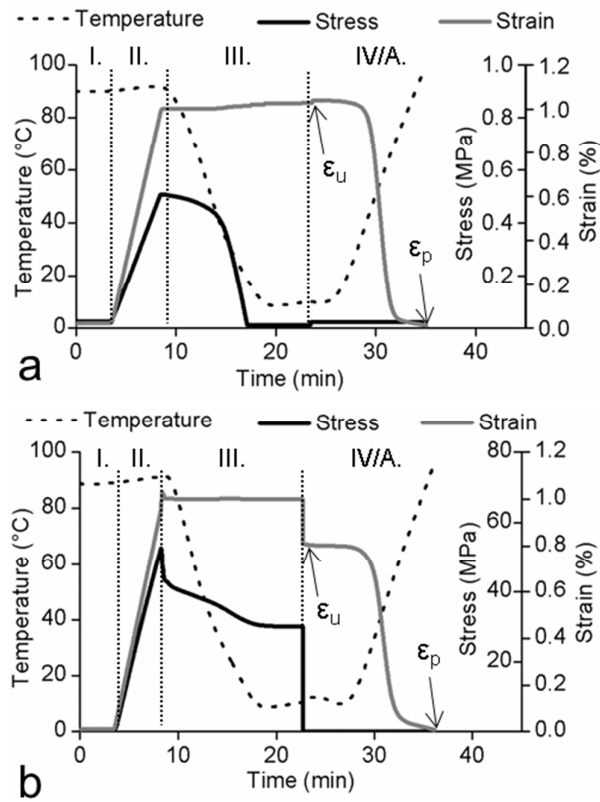 Temperature Stress Strain
I. II. III. IV/A.
100 1.0 1.2
80 0.8 1.0
60 0.6 0.8
40 0.4 0.6
20 0.2 0.4
0 0.0 0.2
0.0
Temperature (°C)
Stress (MPa)
Strain (%)
εu
εp
0 10 20 30 40
Time (min)
a
Temperature Stress Strain
I. II. III. IV/A.
100 80 1.2
80 60 1.0
60 40 0.8
40 20 0.6
20 0 0.4
0 0.2
0.0
Temperature (°C)
Stress (MPa)
Strain (%)
εu
εp
0 10 20 30 40
Time (min)
b